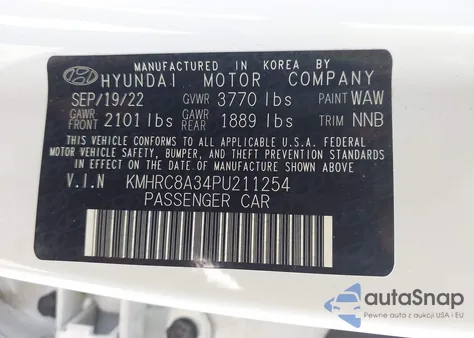 MANUFACTURED IN KOREA BY
HYUNDAI MOTOR COMPANY
SEP/19/22 GVWR 3770 lbs PAINT WAW
GAWR FRONT 2101 lbs GAWR REAR 1889 lbs TRIM NNB
THIS VEHICLE CONFORMS TO ALL APPLICABLE U.S.A. FEDERAL
MOTOR VEHICLE SAFETY, BUMPER, AND THEFT PREVENTION
STANDARDS IN EFFECT ON THE DATE OF MANUFACTURE
SHOWN ABOVE
V.I.N KMHRC8A34PU211254
PASSENGER CAR
autoSnap
Pewne auta z aukcji USA i EU